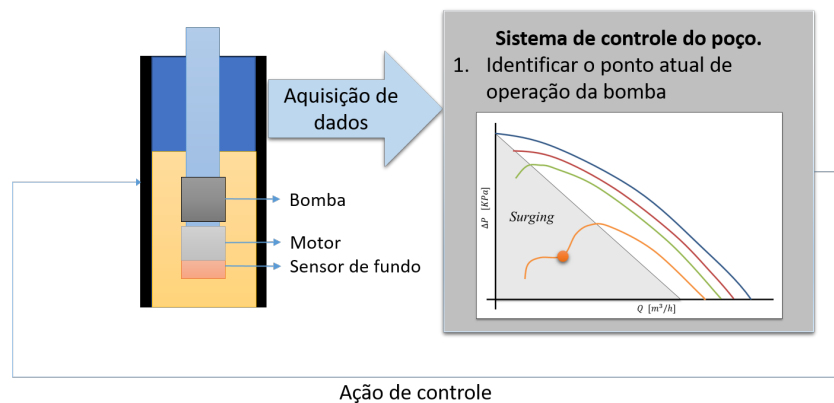 Sistema de controle do poço.
1. Identificar o ponto atual de
operação da bomba
Aquisição de
dados
ΔP [KPa]
Surging
Q [m³/h]
Bomba
Motor
Sensor de fundo
Ação de controle